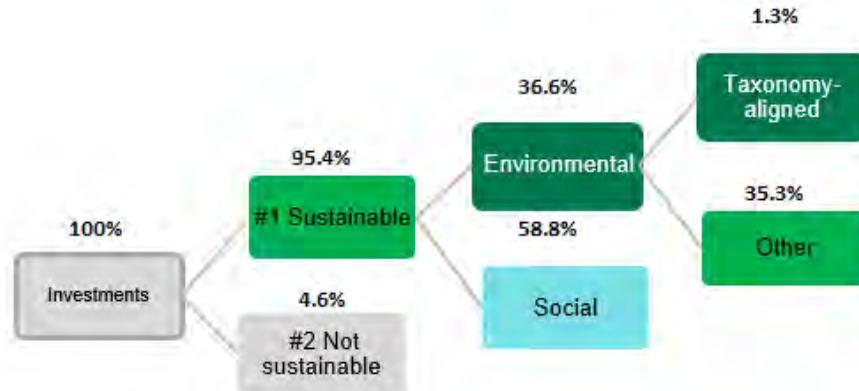 1.3%
Taxonomy-
aligned
36.6%
Environmental
95.4%
#1 Sustainable
35.3%
Other
58.8%
Social
100%
Investments
4.6%
#2 Not
sustainable